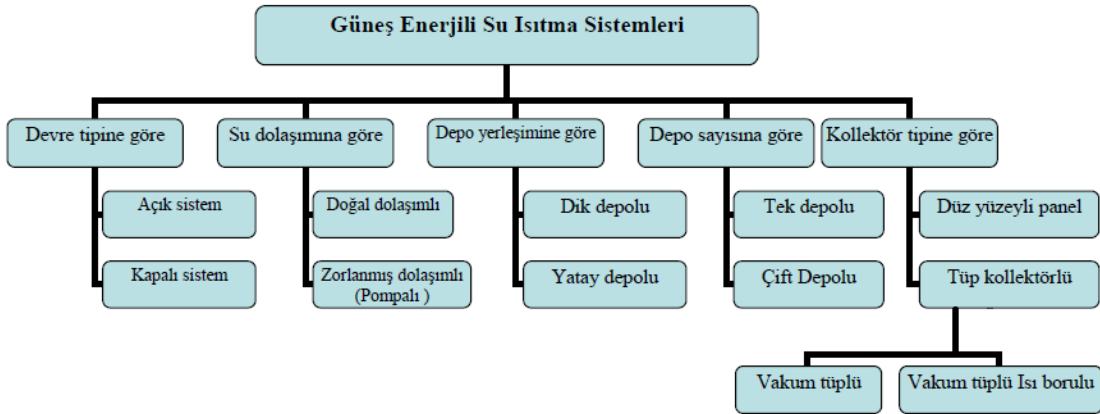 Güneş Enerjili Su Isıtma Sistemleri
Devre tipine göre
Su dolaşımına göre
Depo yerleşimine göre
Depo sayısına göre
Kollektör tipine göre
Açık sistem
Doğal dolaşımlı
Dik depolu
Tek depolu
Düz yüzeyli panel
Kapalı sistem
Zorlanmış dolaşımlı
(Pompalı )
Yatay depolu
Çift Depolu
Tüp kollektörlü
Vakum tüplü
Vakum tüplü Isı borulu